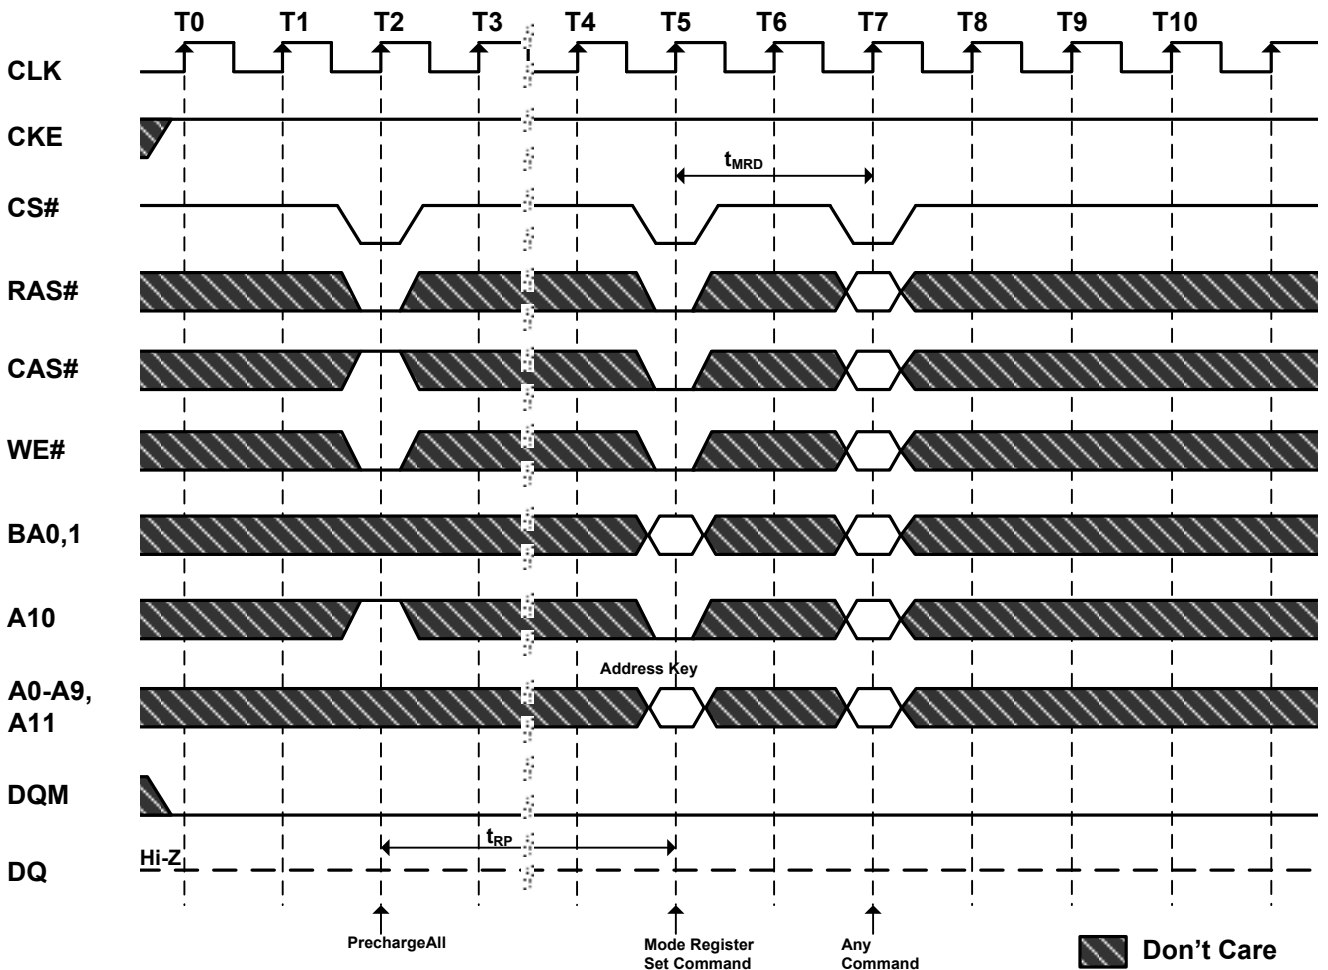 T0 T1 T2 T3 T4 T5 T6 T7 T8 T9 T10
CLK
CKE
tMRD
CS#
RAS#
CAS#
WE#
BA0,1
A10
Address Key
A0-A9,
A11
DQM
tRP
Hi-Z
DQ
PrechargeAll
Mode Register
Set Command
Any
Command
Don't Care